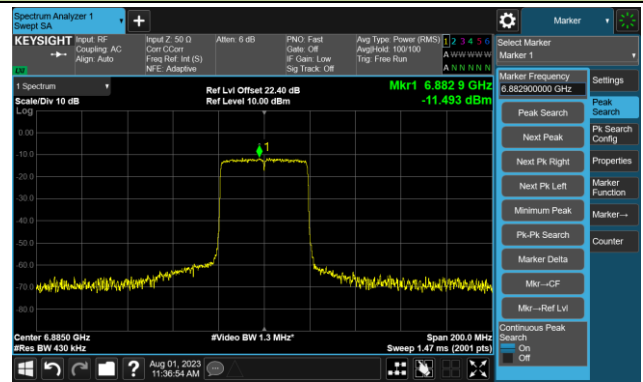 Spectrum Analyzer 1
Swept SA
Marker
KEYSIGHT
Input: RF
Coupling: AC
Align: Auto
Input Z: 50 Ω
Corr CCorr
Freq Ref: Int (S)
NFE: Adaptive
Atten: 6 dB
PNO: Fast
Gate: Off
IF Gain: Low
Sig Track: Off
Avg Type: Power (RMS)
Avg|Hold: 100/100
Trig: Free Run
1 2 3 4 5 6
A W W W W W
A N N N N N
Select Marker
Marker 1
LW
1 Spectrum
Scale/Div 10 dB
Log
Ref Lvl Offset 22.40 dB
Ref Level 10.00 dBm
Mkr1 6.882 9 GHz
-11.493 dBm
1
0.00
-10.0
-20.0
-30.0
-40.0
-50.0
-60.0
-70.0
-80.0
Center 6.8850 GHz
#Res BW 430 kHz
#Video BW 1.3 MHz*
Span 200.0 MHz
Sweep 1.47 ms (2001 pts)
Marker Frequency
6.882900000 GHz
Peak Search
Next Peak
Next Pk Right
Next Pk Left
Minimum Peak
Pk-Pk Search
Marker Delta
Mkr→CF
Mkr→Ref Lvl
Continuous Peak
Search
On
Off
Settings
Peak
Search
Pk Search
Config
Properties
Marker
Function
Marker→
Counter
Aug 01, 2023
11:36:54 AM